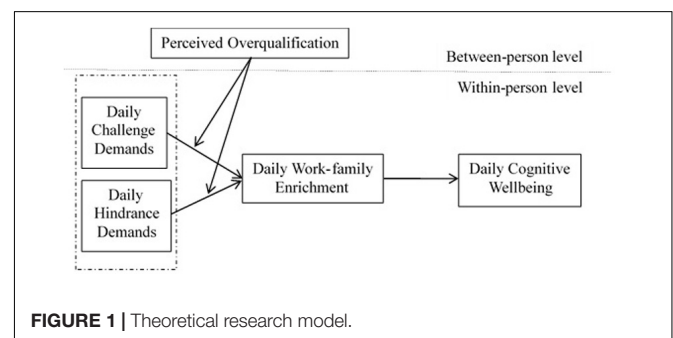 Perceived Overqualification
Between-person level
Within-person level
Daily
Challenge
Demands
Daily
Hindrance
Demands
Daily Work-family
Enrichment
Daily Cognitive
Wellbeing
FIGURE 1 | Theoretical research model.